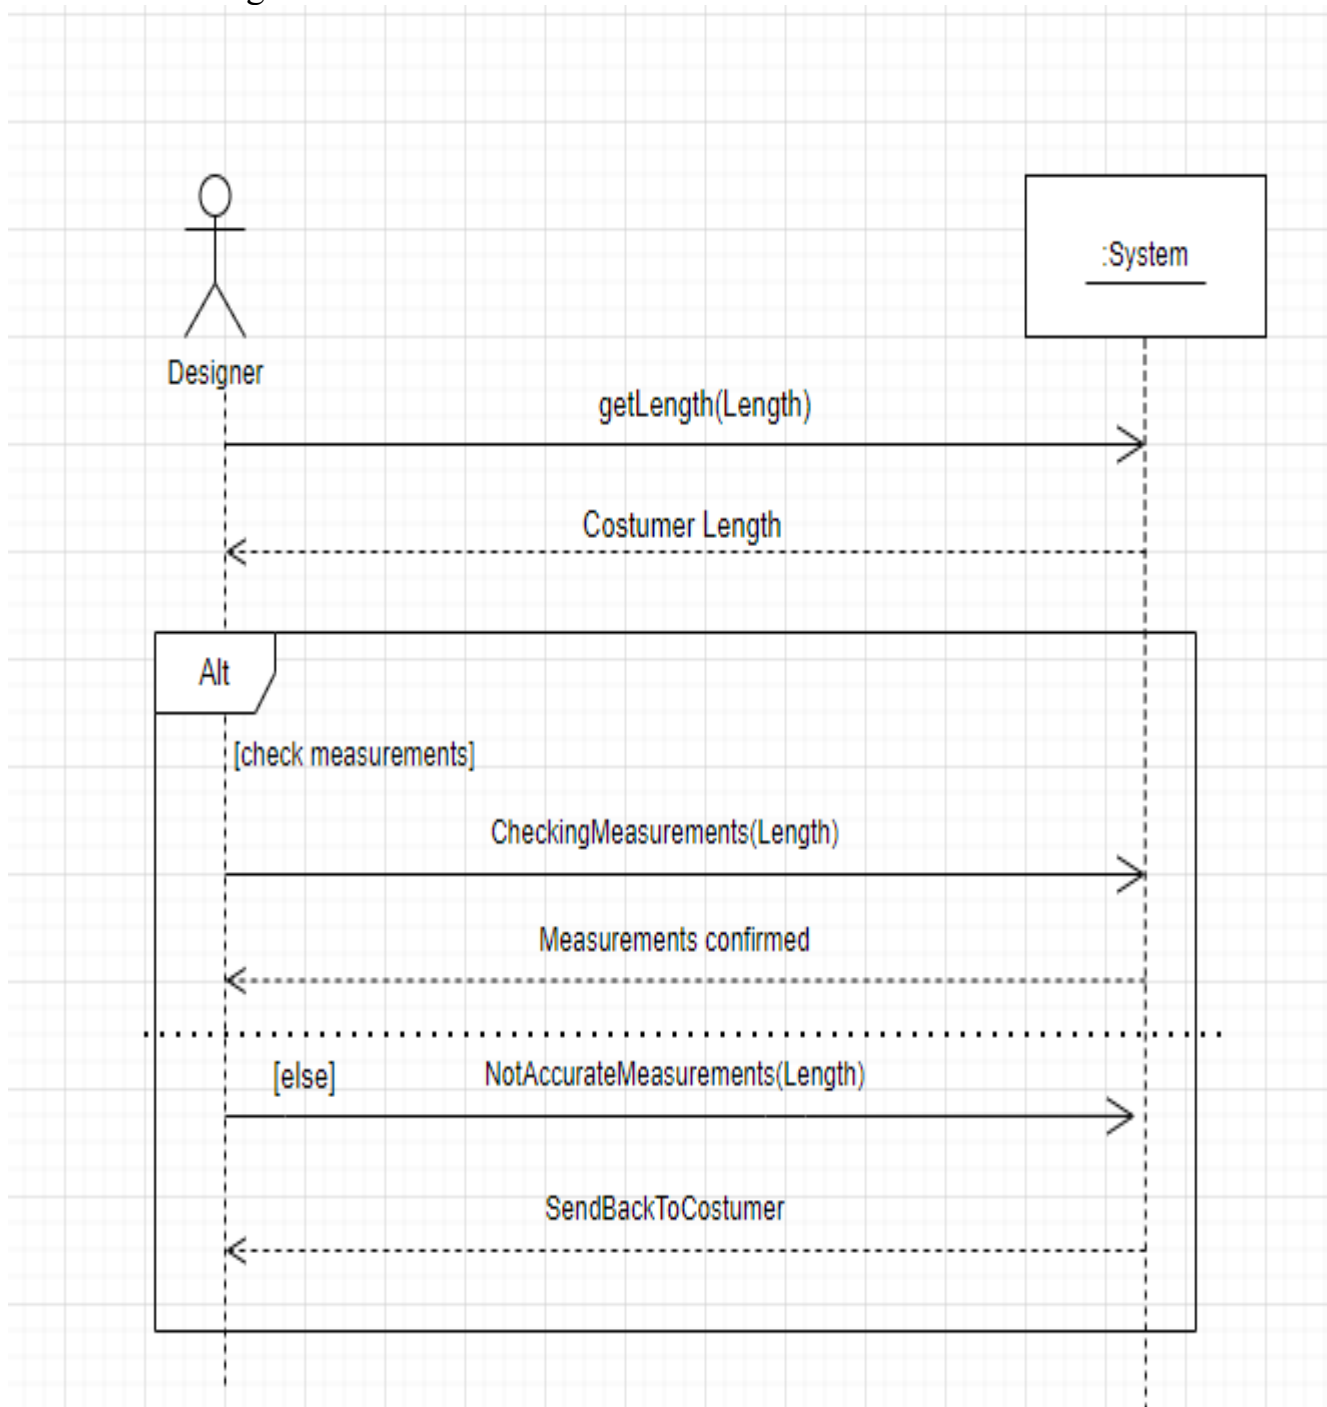 :System
Designer
getLength(Length)
Costumer Length
Alt
[check measurements]
CheckingMeasurements(Length)
Measurements confirmed
[else] NotAccurateMeasurements(Length)
SendBackToCostumer